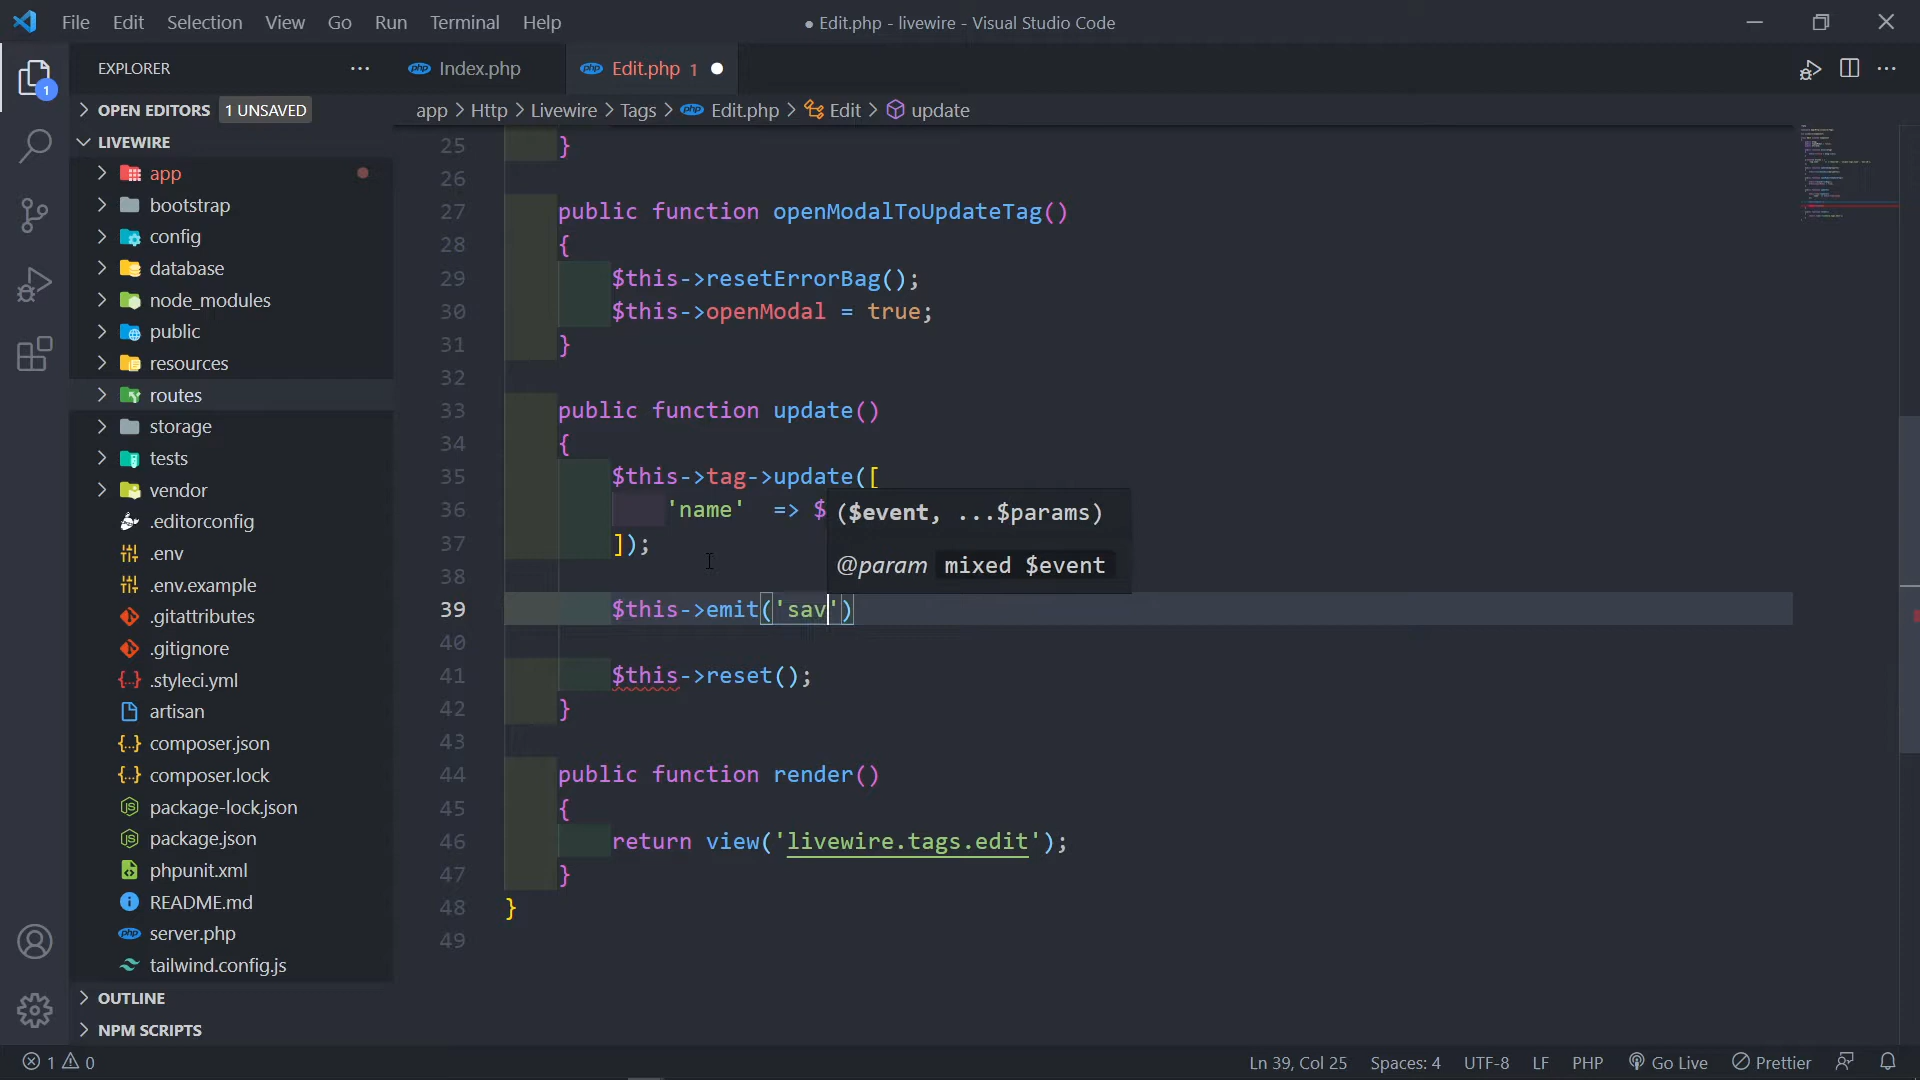 File Edit Selection View Go Run Terminal Help
● Edit.php - livewire - Visual Studio Code
EXPLORER
Index.php
Edit.php 1
OPEN EDITORS 1 UNSAVED
app > Http > Livewire > Tags > Edit.php > Edit > update
LIVEWIRE
app
bootstrap
config
database
node_modules
public
resources
routes
storage
tests
vendor
.editorconfig
.env
.env.example
.gitattributes
.gitignore
.styleci.yml
artisan
composer.json
composer.lock
package-lock.json
package.json
phpunit.xml
README.md
server.php
tailwind.config.js
OUTLINE
NPM SCRIPTS
1
25 }
26
27 public function openModalToUpdateTag()
28 {
29 $this->resetErrorBag();
30 $this->openModal = true;
31 }
32
33 public function update()
34 {
35 $this->tag->update([
36 'name' => $
37 ]);
38
39 $this->emit('sav')
40
41 $this->reset();
42 }
43
44 public function render()
45 {
46 return view('livewire.tags.edit');
47 }
48 }
49
($event, ...$params)
@param mixed $event
1 0
Ln 39, Col 25 Spaces: 4 UTF-8 LF PHP Go Live Prettier